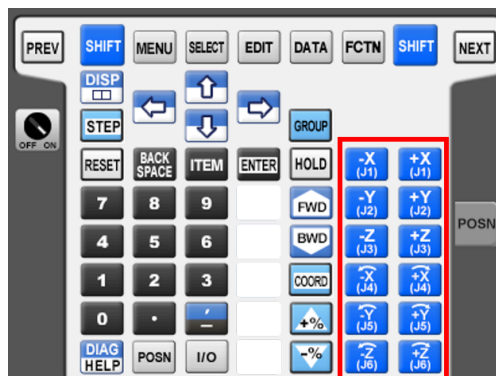 PREV SHIFT MENU SELECT EDIT DATA FCTN SHIFT NEXT
DISP
STEP GROUP
OFF ON
RESET BACK SPACE ITEM ENTER HOLD -X (J1) +X (J1)
7 8 9 FWD -Y (J2) +Y (J2)
POSN
4 5 6 BWD -Z (J3) +Z (J3)
1 2 3 COORD -X (J4) +X (J4)
0 . +% -Y (J5) +Y (J5)
DIAG HELP POSN I/O -% -Z (J6) +Z (J6)